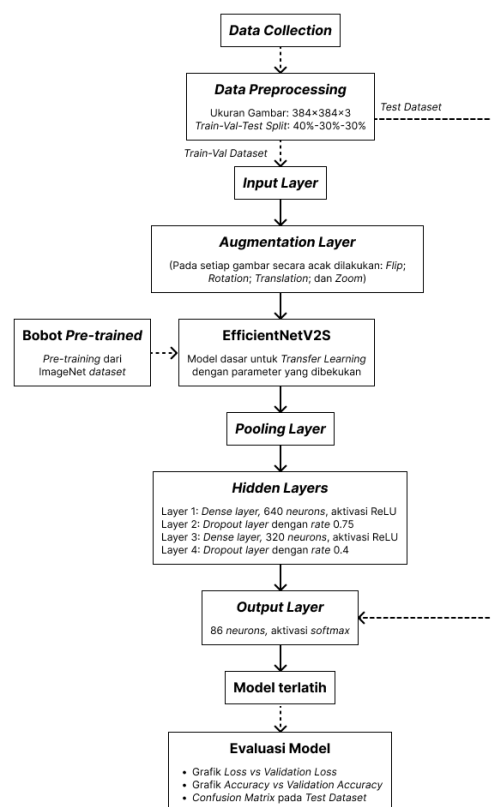 Data Collection
Data Preprocessing
Ukuran Gambar: 384×384×3
Train-Val-Test Split: 40%-30%-30%
Test Dataset
Train-Val Dataset
Input Layer
Augmentation Layer
(Pada setiap gambar secara acak dilakukan: Flip;
Rotation; Translation; dan Zoom)
Bobot Pre-trained
Pre-training dari
ImageNet dataset
EfficientNetV2S
Model dasar untuk Transfer Learning
dengan parameter yang dibekukan
Pooling Layer
Hidden Layers
Layer 1: Dense layer, 640 neurons, aktivasi ReLU
Layer 2: Dropout layer dengan rate 0.75
Layer 3: Dense layer, 320 neurons, aktivasi ReLU
Layer 4: Dropout layer dengan rate 0.4
Output Layer
86 neurons, aktivasi softmax
Model terlatih
Evaluasi Model
• Grafik Loss vs Validation Loss
• Grafik Accuracy vs Validation Accuracy
• Confusion Matrix pada Test Dataset